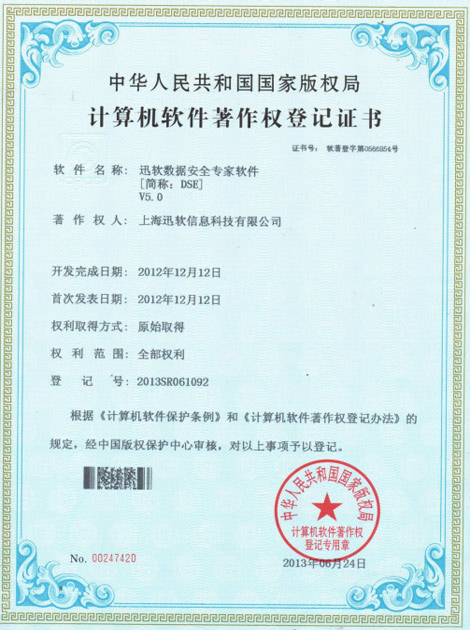 中华人民共和国国家版权局
计算机软件著作权登记证书
证书号： 软著登字第0566854号
软件名称： 迅软数据安全专家软件
[简称：DSE]
V5.0
著作权人： 上海迅软信息科技有限公司
开发完成日期： 2012年12月12日
首次发表日期： 2012年12月12日
权利取得方式： 原始取得
权利范围： 全部权利
登记号： 2013SR061092
根据《计算机软件保护条例》和《计算机软件著作权登记办法》的
规定，经中国版权保护中心审核，对以上事项予以登记。
中华人民共和国国家版权局
计算机软件著作权
登记专用章
No. 00247420
2013年06月24日